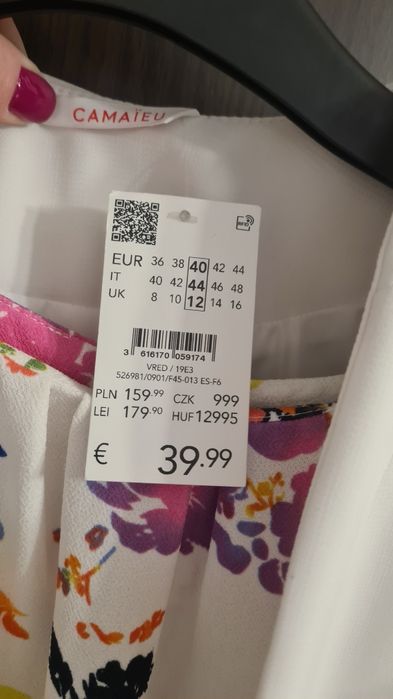 CAMAÏEU
RFID
EUR 36 38 40 42 44
IT 40 42 44 46 48
UK 8 10 12 14 16
3 616170 059174
VRED / 19E3
526981/0901/F45-013 ES-F6
PLN 159.99 CZK 999
LEI 179.90 HUF 12995
€ 39.99